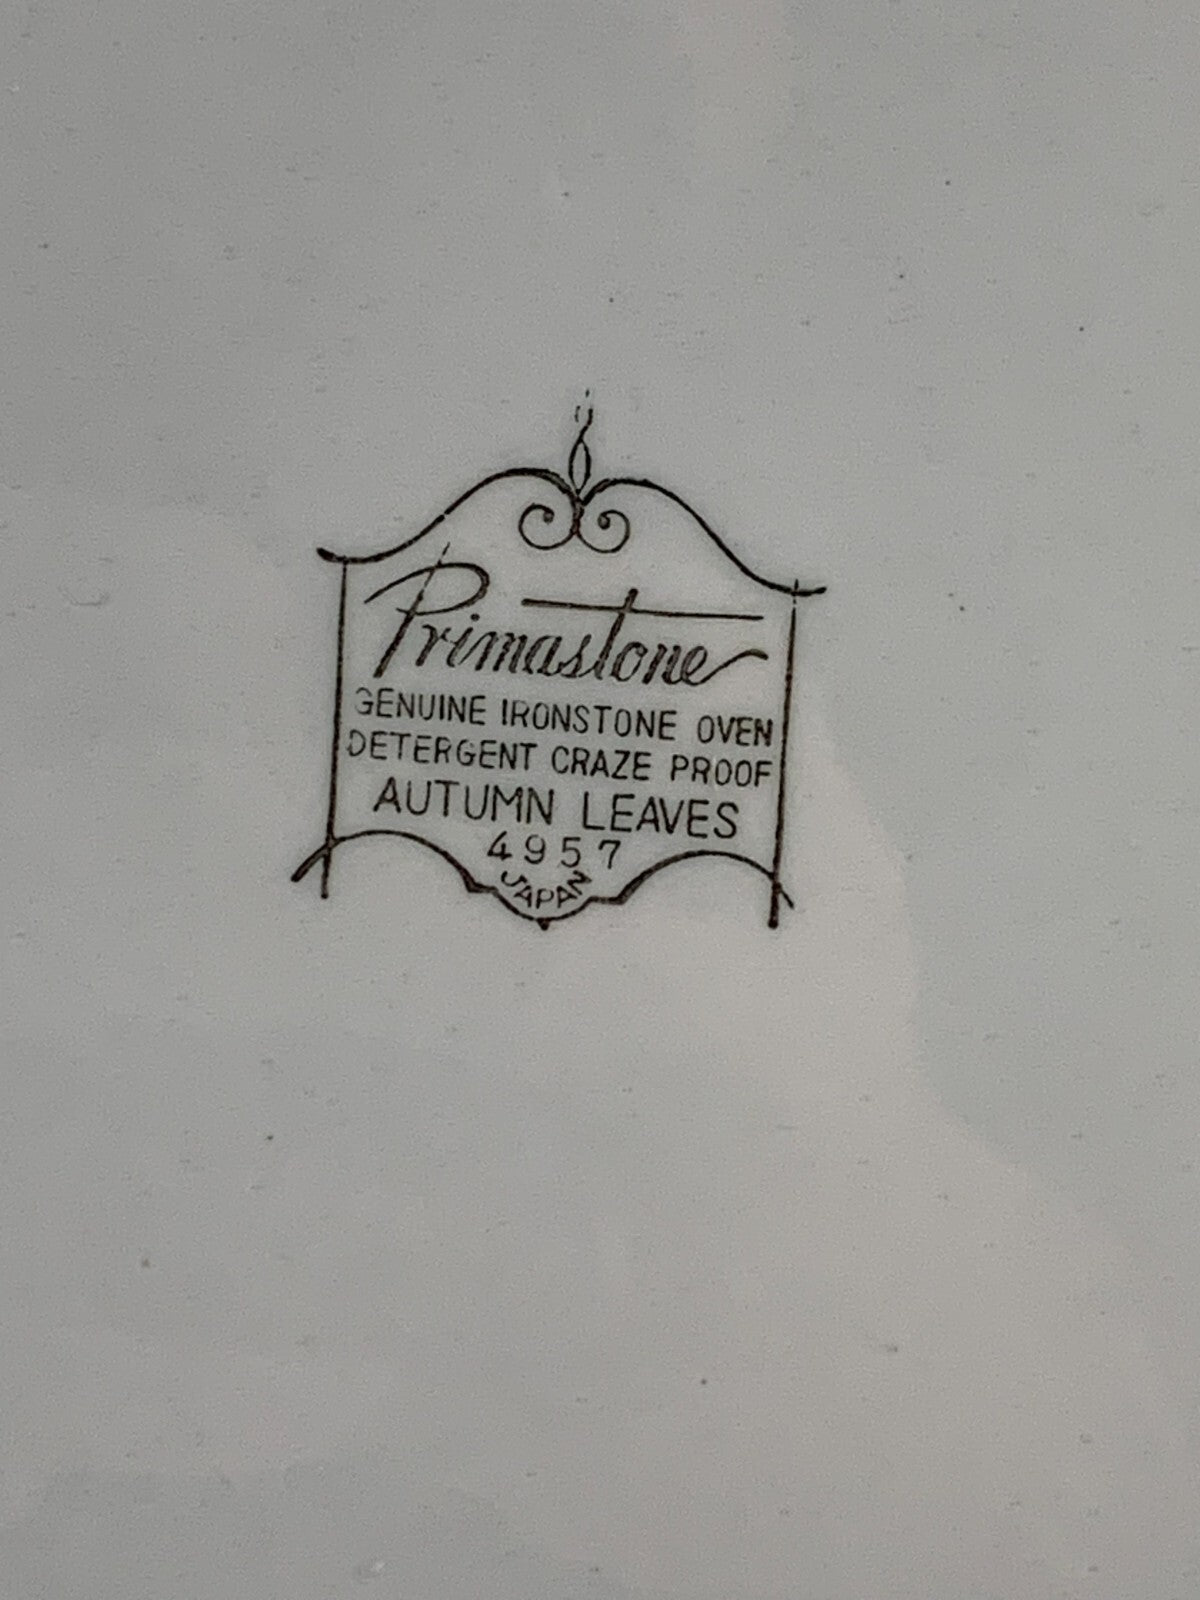 Primastone
GENUINE IRONSTONE OVEN
DETERGENT CRAZE PROOF
AUTUMN LEAVES
4957
JAPAN